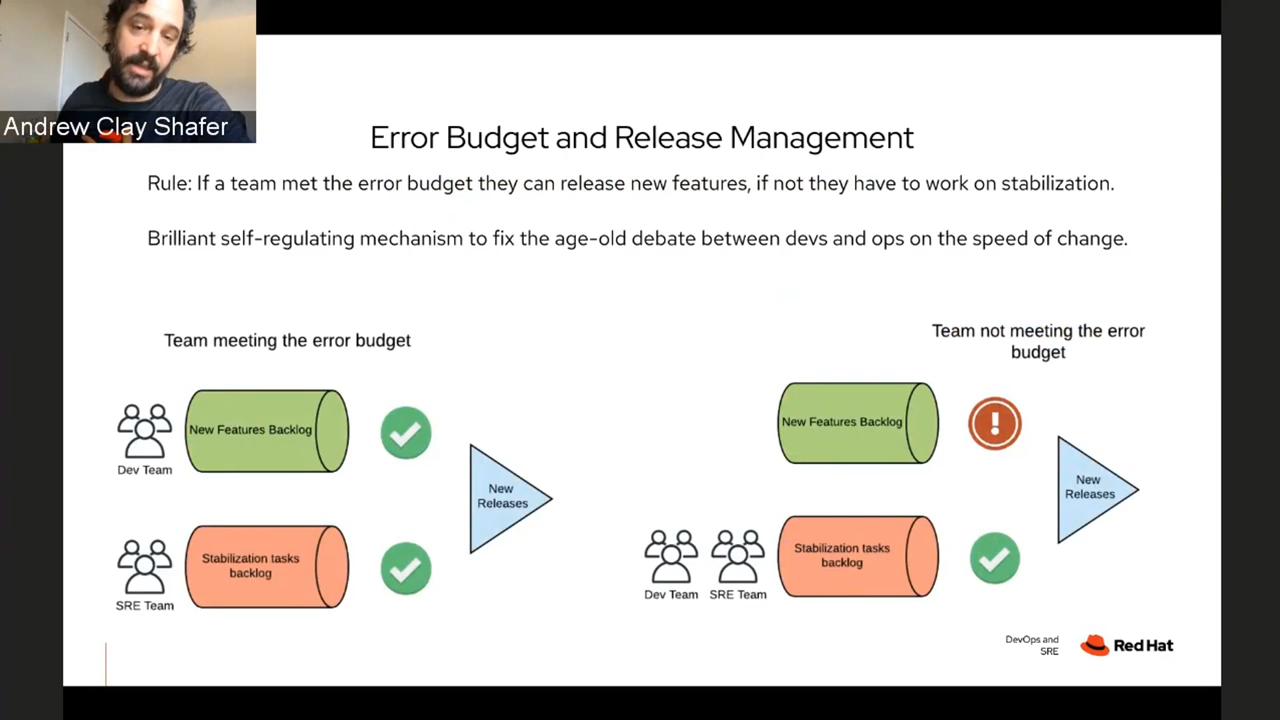 Andrew Clay Shafer
Error Budget and Release Management
Rule: If a team met the error budget they can release new features, if not they have to work on stabilization.
Brilliant self-regulating mechanism to fix the age-old debate between devs and ops on the speed of change.
Team meeting the error budget
New Features Backlog
Dev Team
New
Releases
Stabilization tasks
backlog
SRE Team
Team not meeting the error
budget
New Features Backlog
!
New
Releases
Stabilization tasks
backlog
Dev Team
SRE Team
DevOps and
SRE
Red Hat